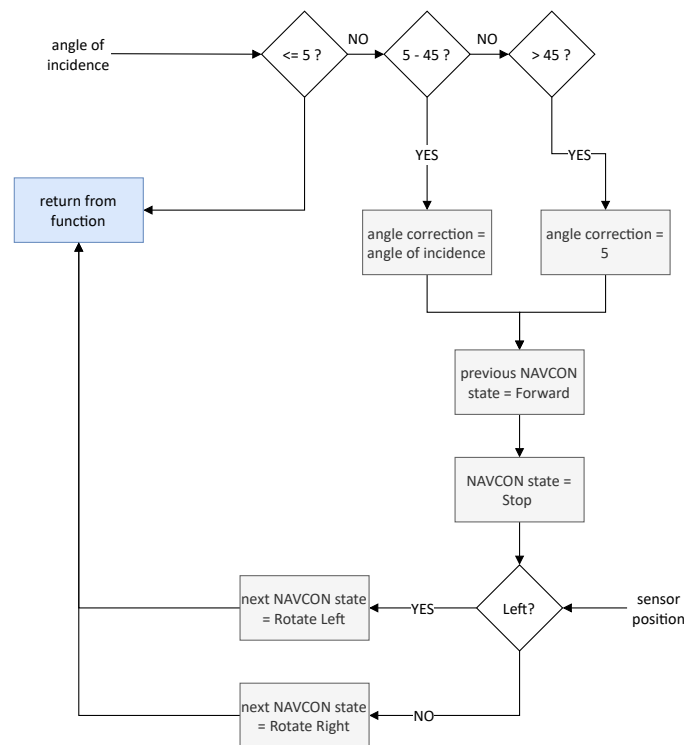 angle of
incidence
<= 5 ?
NO
5 - 45 ?
NO
> 45 ?
YES
YES
return from
function
angle correction =
angle of incidence
angle correction =
5
previous NAVCON
state = Forward
NAVCON state =
Stop
next NAVCON state
= Rotate Left
YES
Left?
sensor
position
next NAVCON state
= Rotate Right
NO